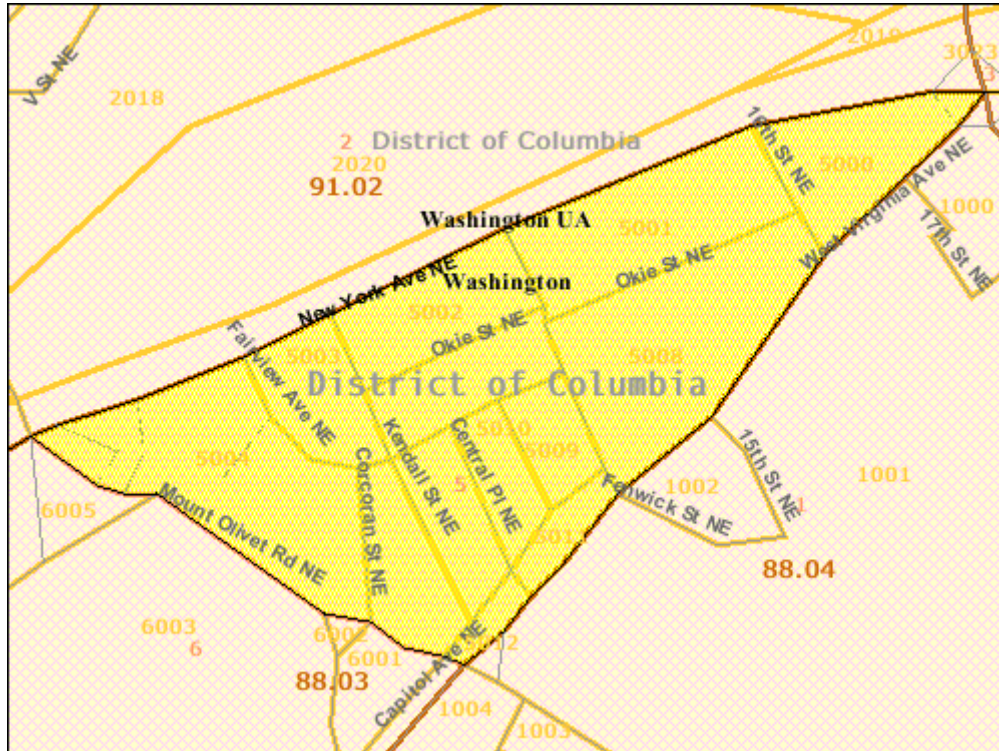 V St NE
2018
2019
3023
3
2
District of Columbia
2020
91.02
16th St NE
5000
West Virginia Ave NE
1000
17th St NE
Washington UA
5001
Okie St NE
Washington
New York Ave NE
5002
Okie St NE
Fairview Ave NE
5003
District of Columbia
5008
5004
Corcoran St NE
Kendall St NE
Central Pl NE
5010
5009
5
15th St NE
1001
1
1002
Fenwick St NE
6005
Mount Olivet Rd NE
88.04
6003
6
6002
6001
88.03
Capitol Ave NE
1004
1003